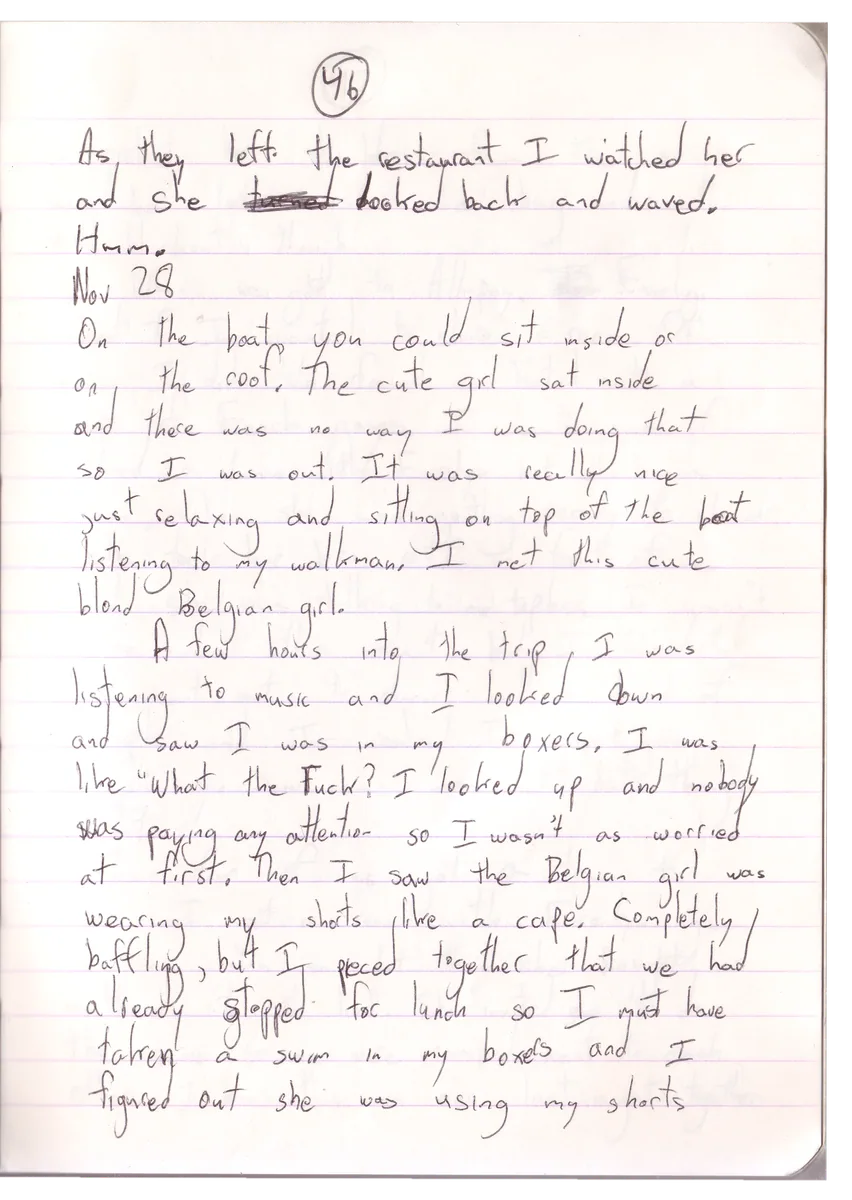 46
As they left the restaurant I watched her
and she turned looked back and waved.
Hmm.
Nov 28
On the boat, you could sit inside or
on the roof. The cute girl sat inside
and there was no way I was doing that
so I was out. It was really nice
just relaxing and sitting on top of the boat
listening to my walkman. I met this cute
blond Belgian girl.
A few hours into the trip, I was
listening to music and I looked down
and saw I was in my boxers. I was
like "What the Fuck? I looked up and nobody
was paying any attention so I wasn't as worried
at first. Then I saw the Belgian girl was
wearing my shorts like a cape. Completely
baffling, but I pieced together that we had
already stopped for lunch so I must have
taken a swim in my boxers and I
figured out she was using my shorts